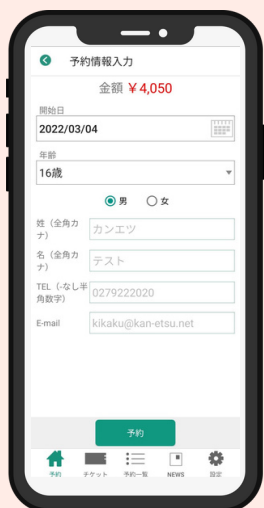 予約情報入力
金額 ¥4,050
開始日
2022/03/04
年齢
16歳
男 女
姓（全角カ
ナ）
カンエツ
名（全角カ
ナ）
テスト
TEL（-なし半
角数字）
0279222020
E-mail
kikaku@kan-etsu.net
予約
予約 チケット 予約一覧 NEWS 設定